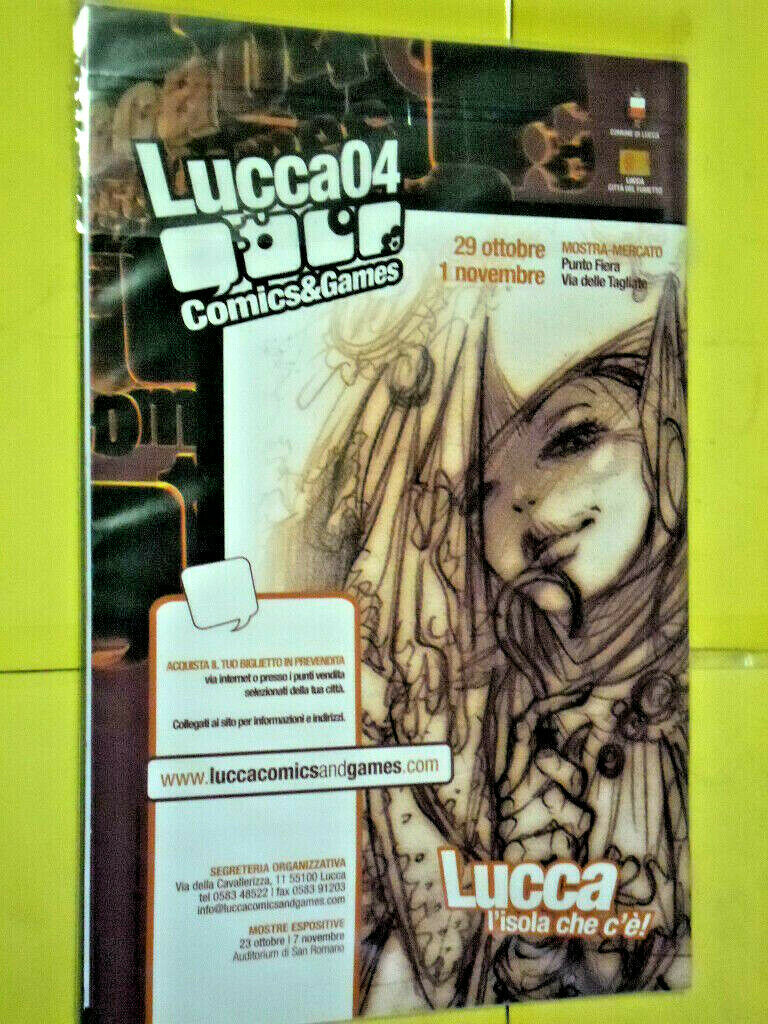 COMUNE DI LUCCA
LUCCA
CITTÀ DEL FUMETTO
Lucca04
Comics&Games
29 ottobre
1 novembre
MOSTRA-MERCATO
Punto Fiera
Via delle Tagliate
om
ACQUISTA IL TUO BIGLIETTO IN PREVENDITA
via internet o presso i punti vendita
selezionati della tua città.
Collegati al sito per informazioni e indirizzi.
www.luccacomicsandgames.com
SEGRETERIA ORGANIZZATIVA
Via della Cavallerizza, 11 55100 Lucca
tel 0583 48522 | fax 0583 91203
info@luccacomicsandgames.com
MOSTRE ESPOSITIVE
23 ottobre | 7 novembre
Auditorium di San Romano
Lucca
l'isola che c'è!